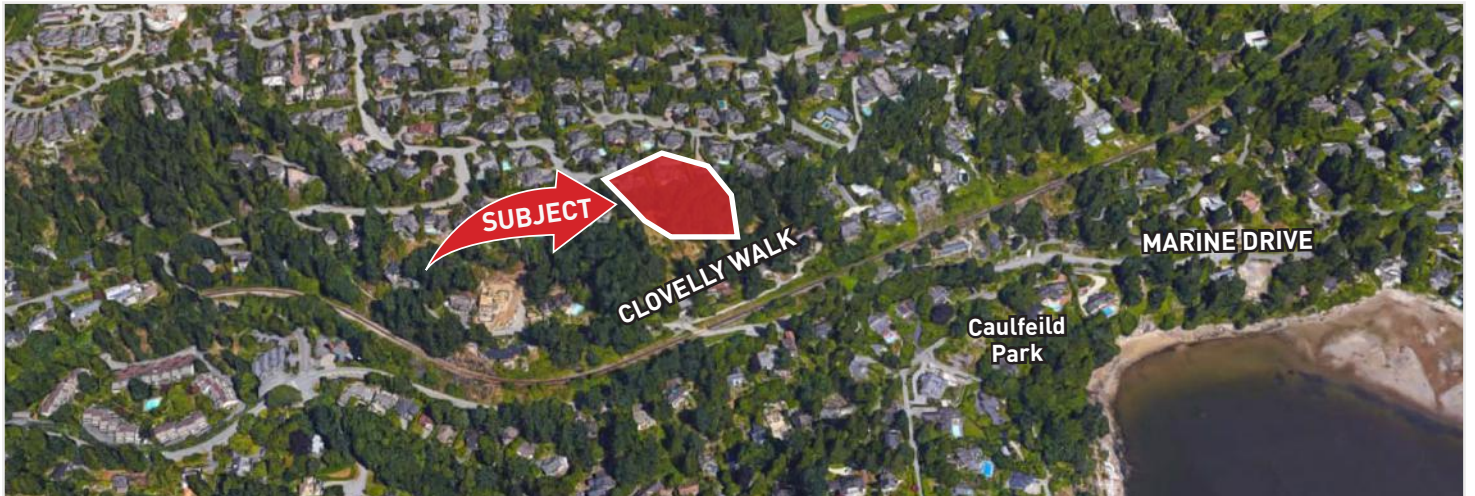 SUBJECT
CLOVELLY WALK
MARINE DRIVE
Caulfeild
Park